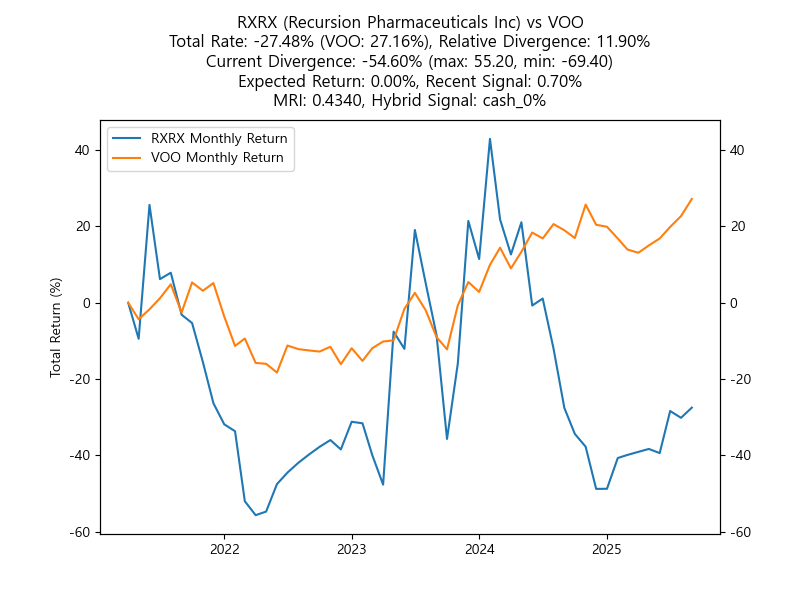 RXRX (Recursion Pharmaceuticals Inc) vs VOO
Total Rate: -27.48% (VOO: 27.16%), Relative Divergence: 11.90%
Current Divergence: -54.60% (max: 55.20, min: -69.40)
Expected Return: 0.00%, Recent Signal: 0.70%
MRI: 0.4340, Hybrid Signal: cash_0%
RXRX Monthly Return
VOO Monthly Return
Total Return (%)
40
20
0
-20
-40
-60
40
20
0
-20
-40
-60
2022
2023
2024
2025